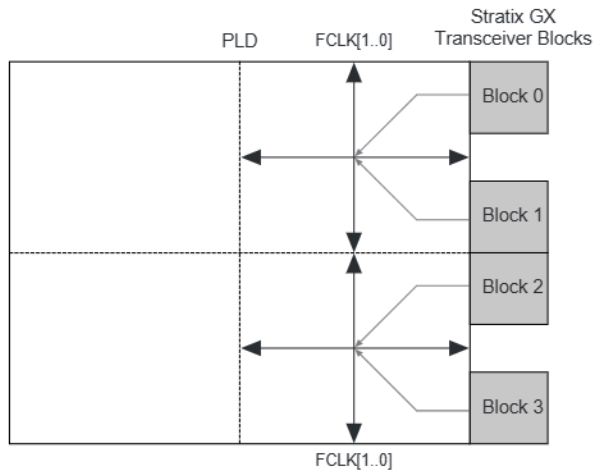 Stratix GX
PLD FCLK[1..0] Transceiver Blocks
Block 0
Block 1
Block 2
Block 3
FCLK[1..0]